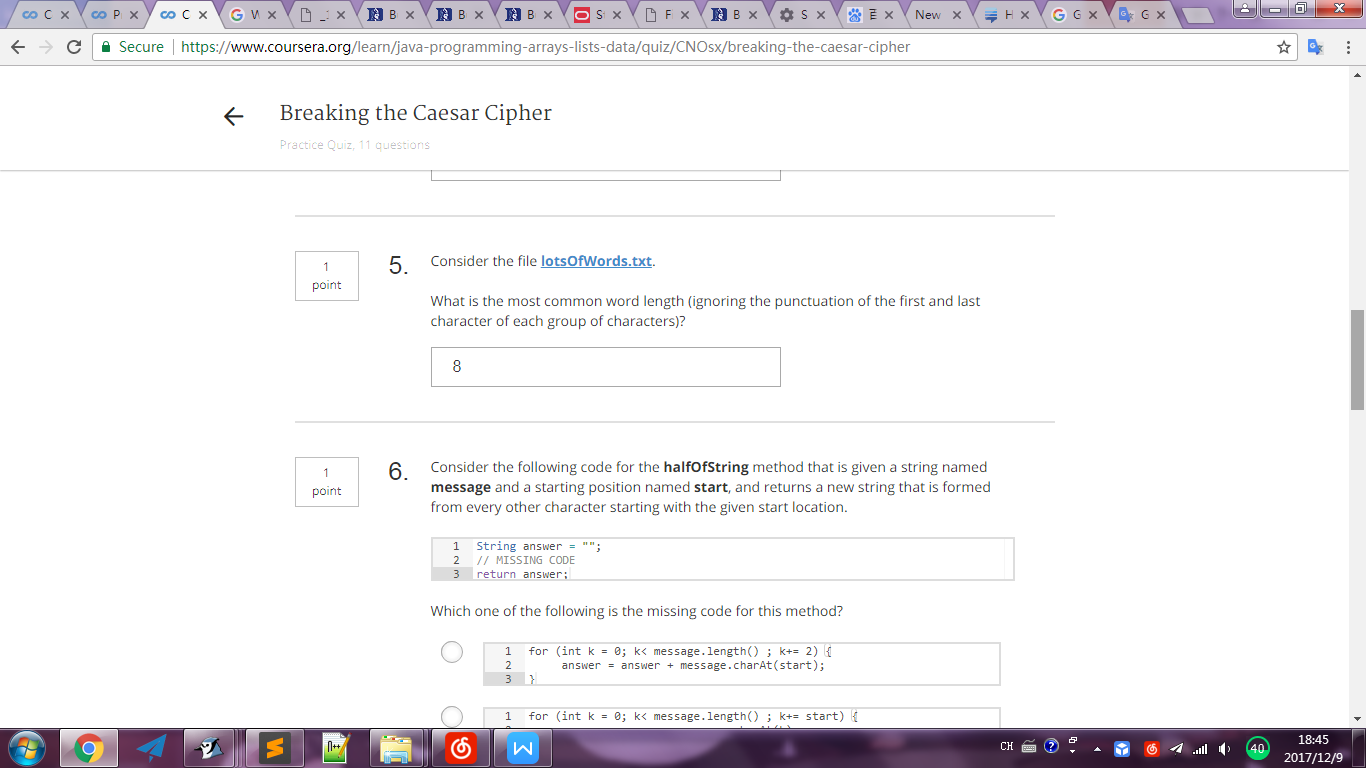 C
P
C
W
_1
B
B
B
S
F
B
S
E
New
H
G
G
Secure https://www.coursera.org/learn/java-programming-arrays-lists-data/quiz/CNOsx/breaking-the-caesar-cipher
Breaking the Caesar Cipher
Practice Quiz, 11 questions
1
point
5.
Consider the file lotsOfWords.txt.
What is the most common word length (ignoring the punctuation of the first and last
character of each group of characters)?
8
1
point
6.
Consider the following code for the halfOfString method that is given a string named
message and a starting position named start, and returns a new string that is formed
from every other character starting with the given start location.
1 String answer = "";
2 // MISSING CODE
3 return answer;
Which one of the following is the missing code for this method?
1 for (int k = 0; k< message.length() ; k+= 2) {
2 answer = answer + message.charAt(start);
3 }
1 for (int k = 0; k< message.length() ; k+= start) {
CH
40
18:45
2017/12/9